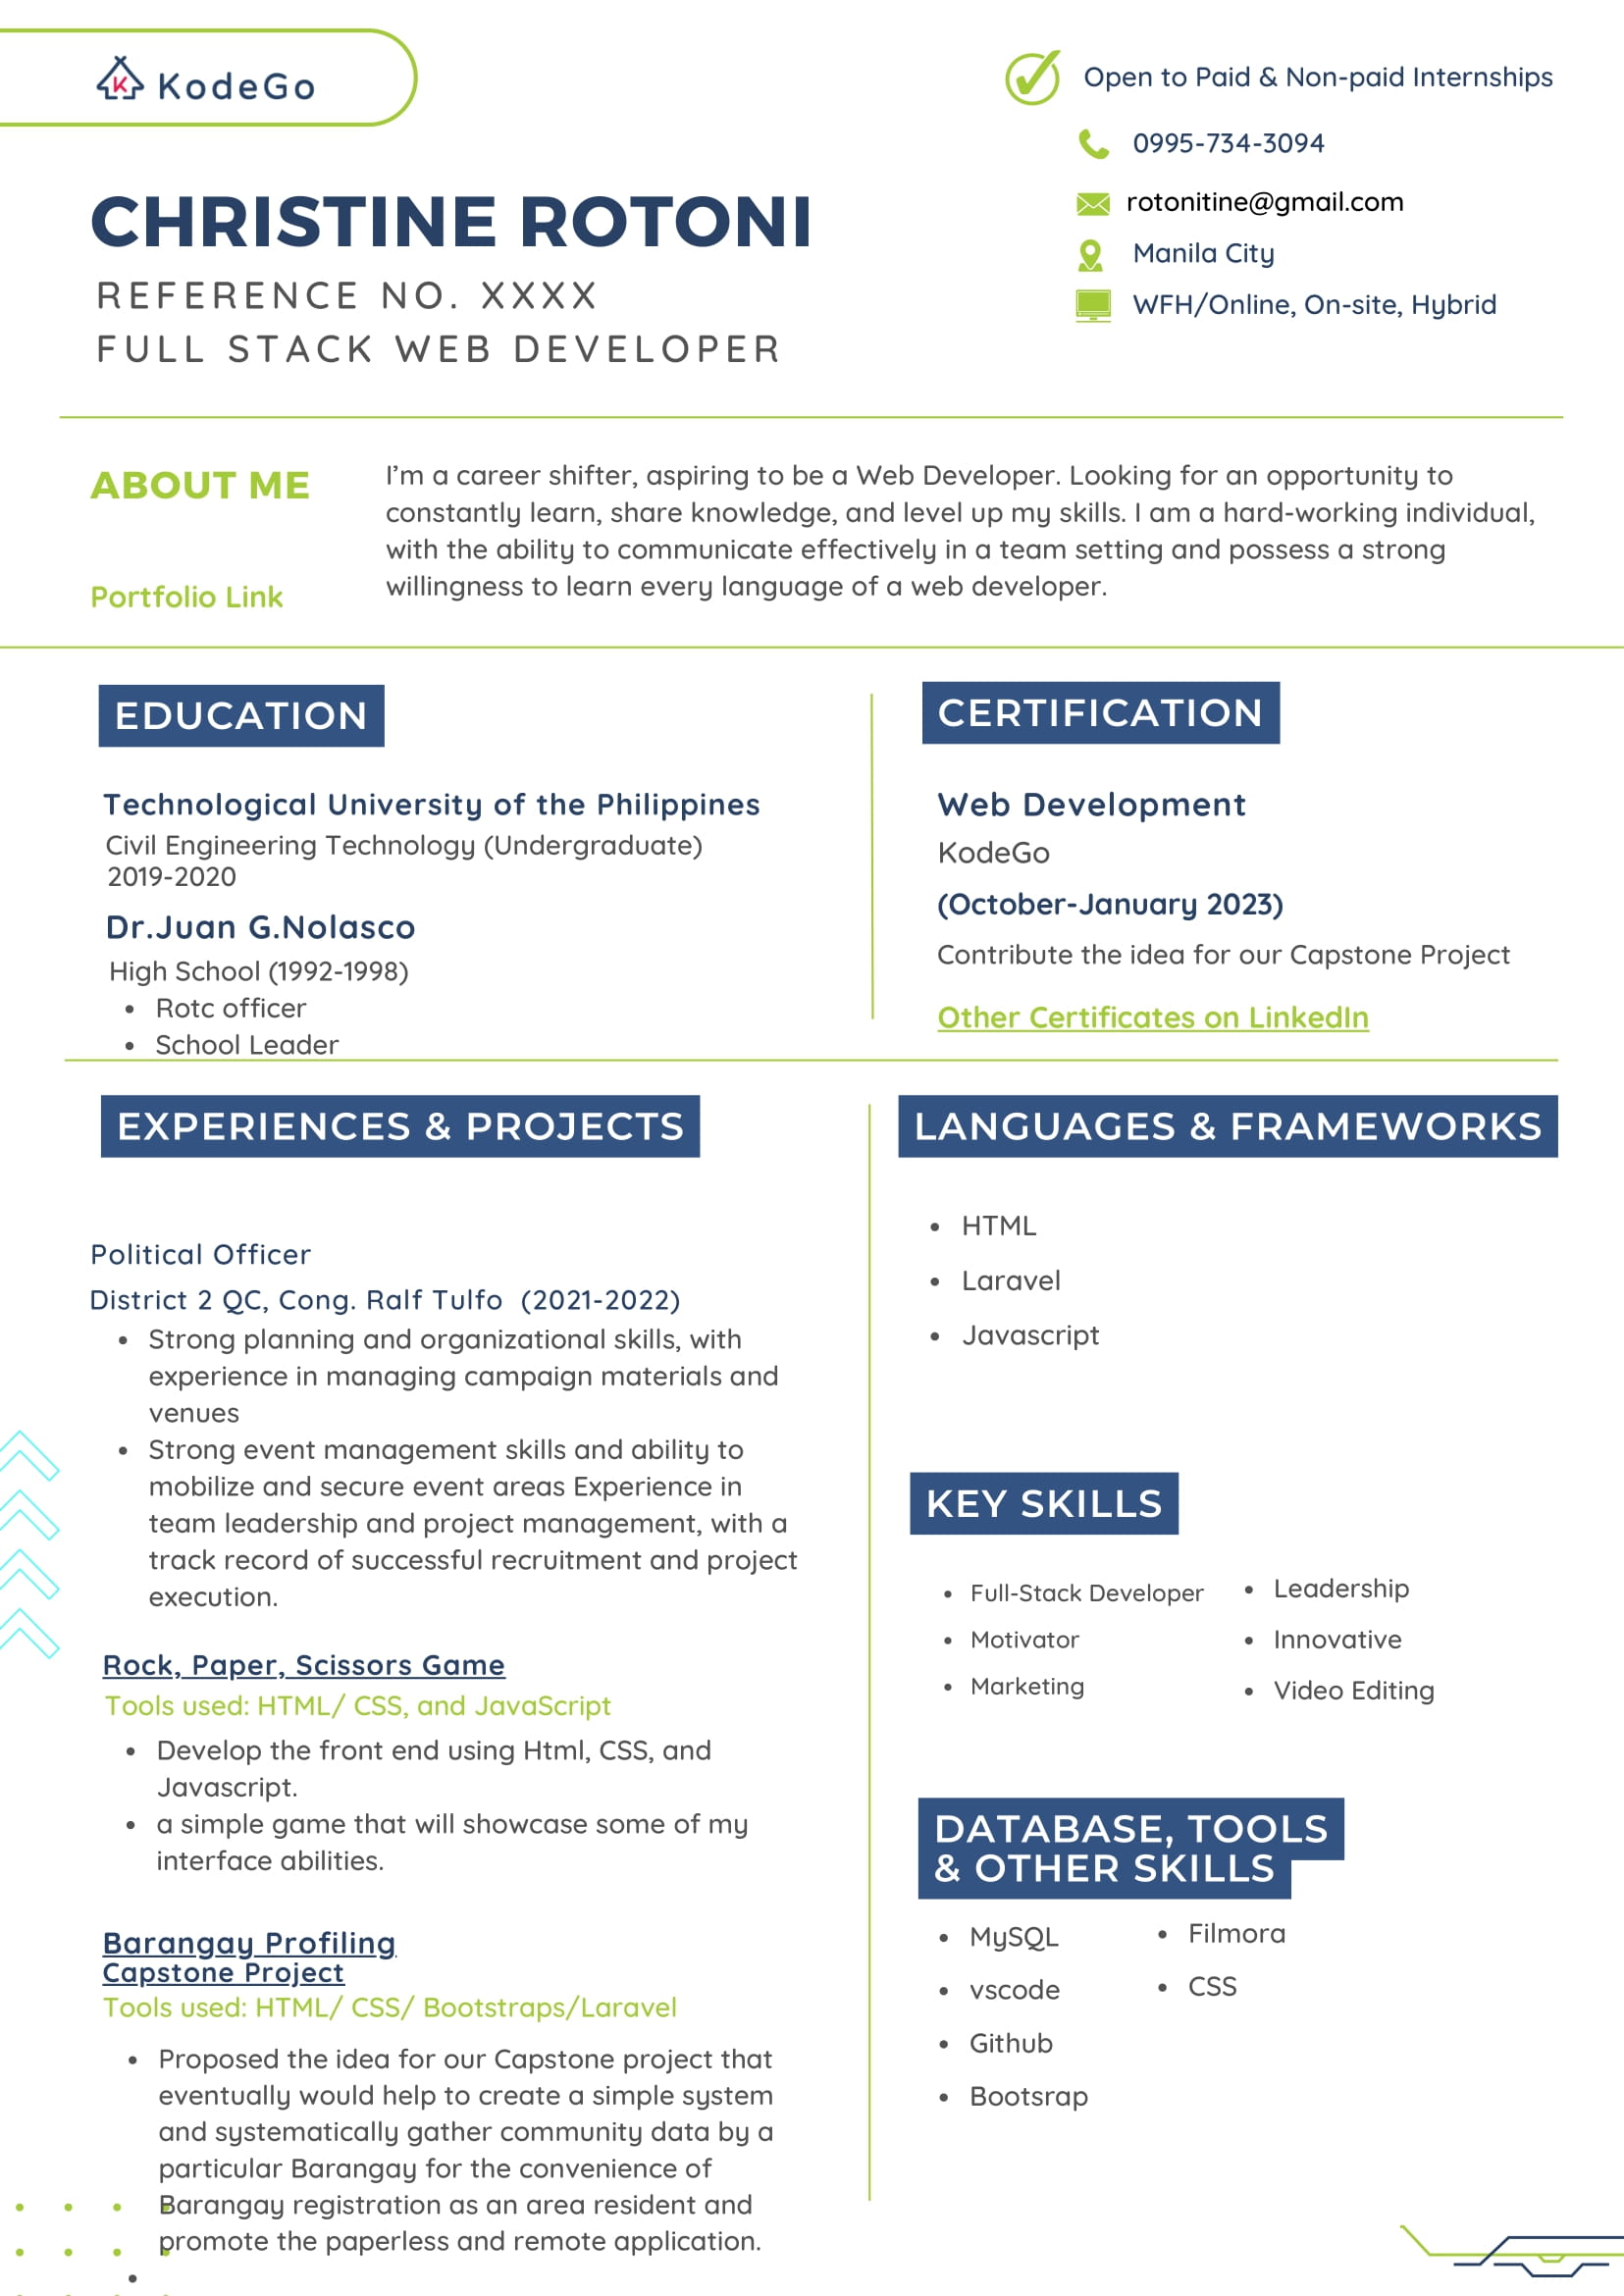 KodeGo
Open to Paid & Non-paid Internships
0995-734-3094
rotonitine@gmail.com
Manila City
WFH/Online, On-site, Hybrid
CHRISTINE ROTONI
REFERENCE NO. XXXX
FULL STACK WEB DEVELOPER
ABOUT ME
Portfolio Link
I'm a career shifter, aspiring to be a Web Developer. Looking for an opportunity to
constantly learn, share knowledge, and level up my skills. I am a hard-working individual,
with the ability to communicate effectively in a team setting and possess a strong
willingness to learn every language of a web developer.
EDUCATION
Technological University of the Philippines
Civil Engineering Technology (Undergraduate)
2019-2020
Dr.Juan G.Nolasco
High School (1992-1998)
• Rotc officer
• School Leader
CERTIFICATION
Web Development
KodeGo
(October-January 2023)
Contribute the idea for our Capstone Project
Other Certificates on LinkedIn
EXPERIENCES & PROJECTS
Political Officer
District 2 QC, Cong. Ralf Tulfo (2021-2022)
• Strong planning and organizational skills, with
experience in managing campaign materials and
venues
• Strong event management skills and ability to
mobilize and secure event areas Experience in
team leadership and project management, with a
track record of successful recruitment and project
execution.
Rock, Paper, Scissors Game
Tools used: HTML/ CSS, and JavaScript
• Develop the front end using Html, CSS, and
Javascript.
• a simple game that will showcase some of my
interface abilities.
Barangay Profiling
Capstone Project
Tools used: HTML/ CSS/ Bootstraps/Laravel
• Proposed the idea for our Capstone project that
eventually would help to create a simple system
and systematically gather community data by a
particular Barangay for the convenience of
Barangay registration as an area resident and
promote the paperless and remote application.
•
LANGUAGES & FRAMEWORKS
• HTML
• Laravel
• Javascript
KEY SKILLS
• Full-Stack Developer
• Motivator
• Marketing
• Leadership
• Innovative
• Video Editing
DATABASE, TOOLS
& OTHER SKILLS
• MySQL
• vscode
• Github
• Bootsrap
• Filmora
• CSS